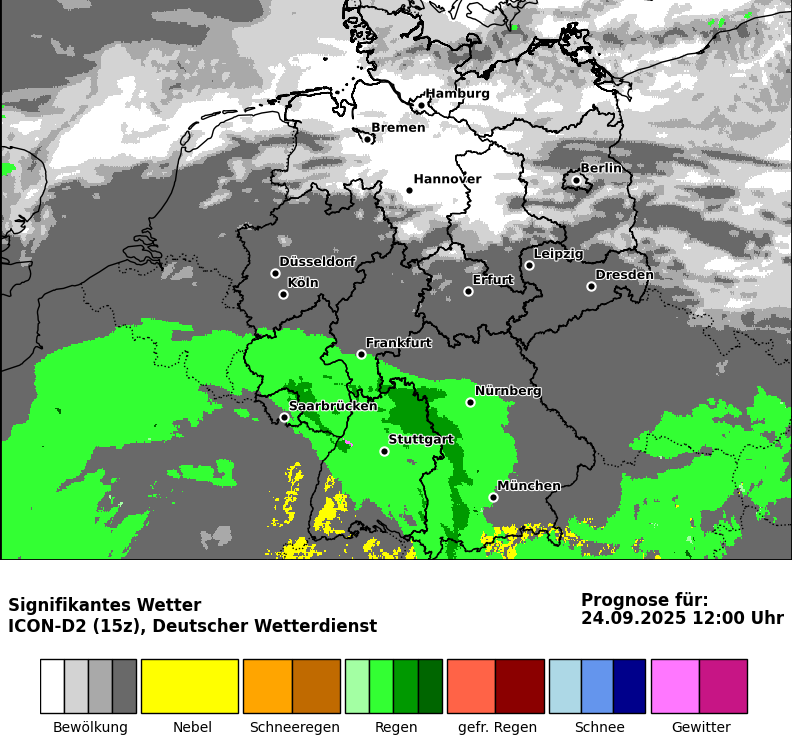 Hamburg
Bremen
Berlin
Hannover
Leipzig
Düsseldorf
Dresden
Köln
Erfurt
Frankfurt
Nürnberg
Saarbrücken
Stuttgart
München
Signifikantes Wetter
ICON-D2 (15z), Deutscher Wetterdienst
Prognose für:
24.09.2025 12:00 Uhr
Bewölkung
Nebel
Schneeregen
Regen
gefr. Regen
Schnee
Gewitter